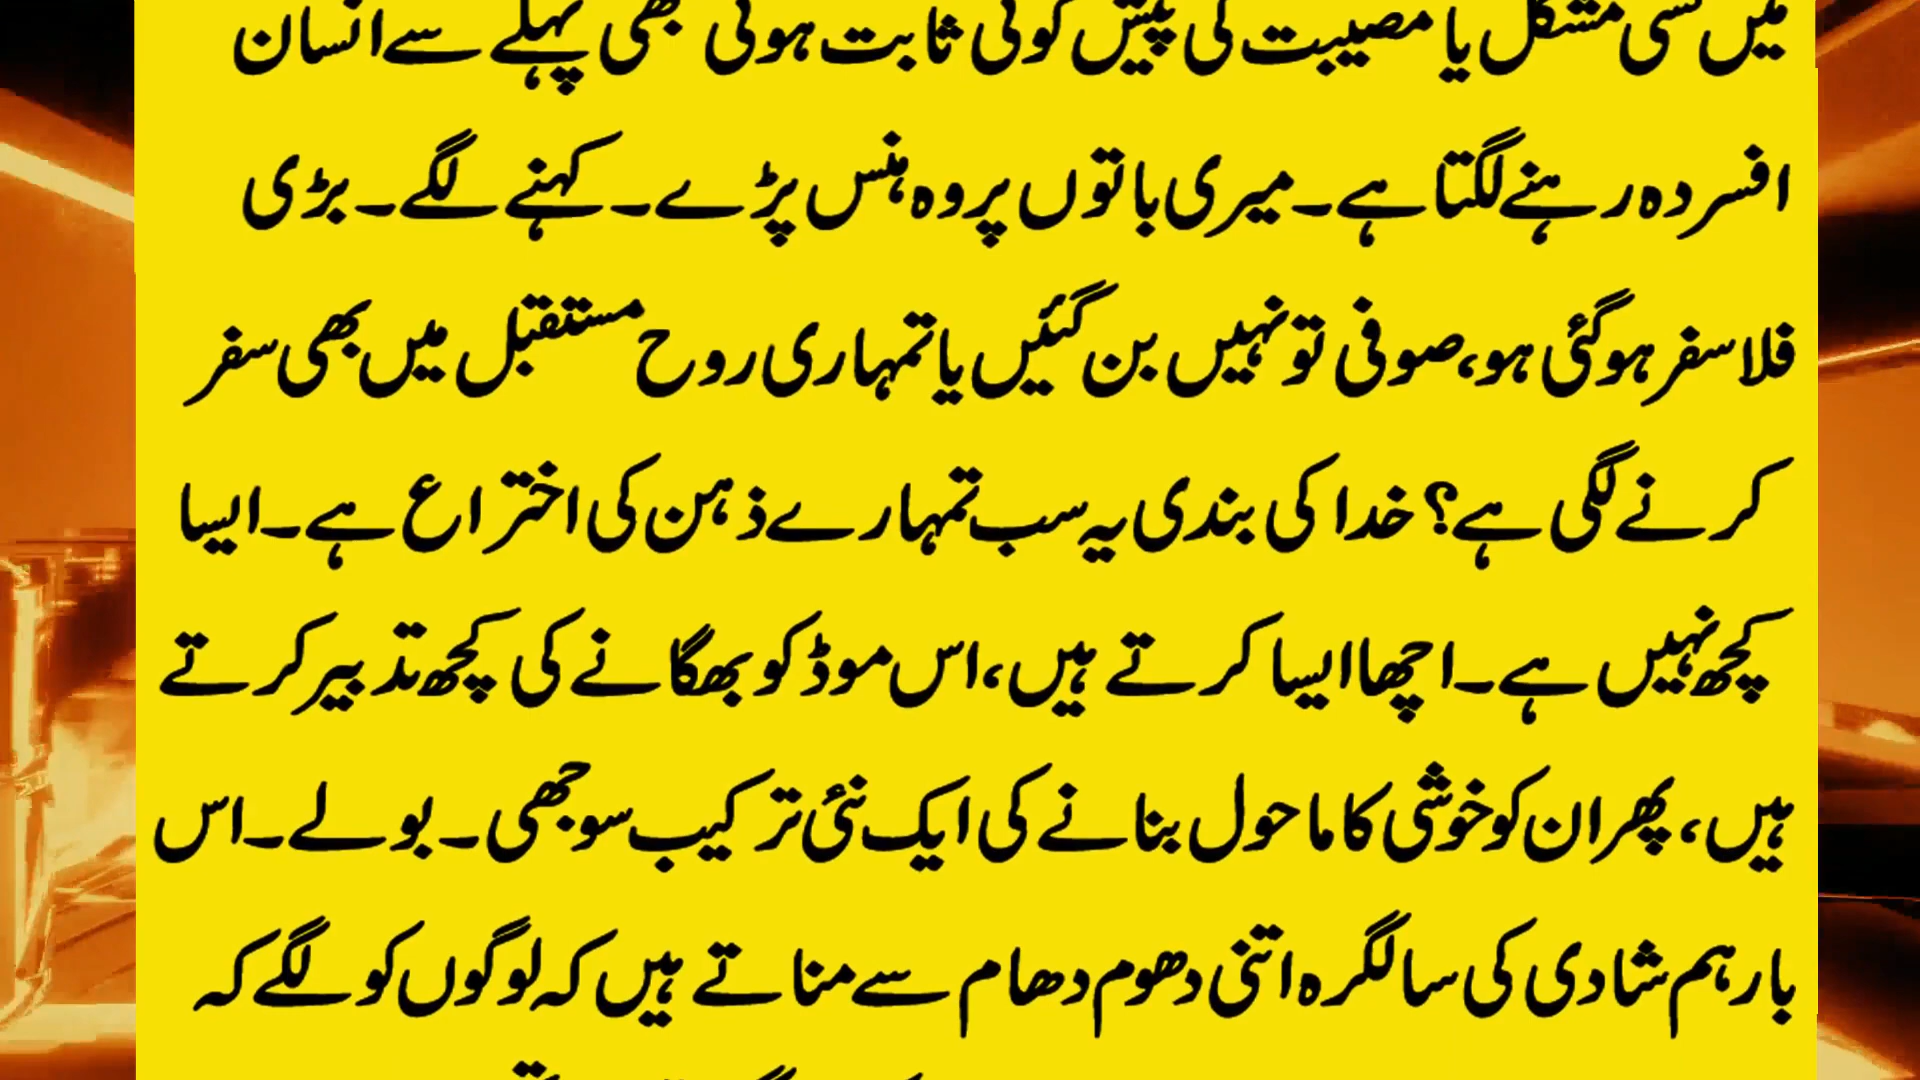 میں کسی مشکل یا مصیبت کی پیش گوئی ثابت ہوتی بھی پہلے سے انسان
افسردہ رہنے لگتا ہے۔ میری باتوں پر وہ ہنس پڑے۔ کہنے لگے۔ بڑی
فلاسفر ہو گئی ہو، صوفی تو نہیں بن گئیں یا تمہاری روح مستقبل میں بھی سفر
کرنے لگی ہے؟ خدا کی بندی یہ سب تمہارے ذہن کی اختراع ہے۔ ایسا
کچھ نہیں ہے۔ اچھا ایسا کرتے ہیں، اس موڈ کو بھگانے کی کچھ تدبیر کرتے
ہیں، پھر ان کو خوشی کا ماحول بنانے کی ایک نئی ترکیب سوجھی۔ بولے۔ اس
بار ہم شادی کی سالگرہ اتنی دھوم دھام سے مناتے ہیں کہ لوگوں کو لگے کہ